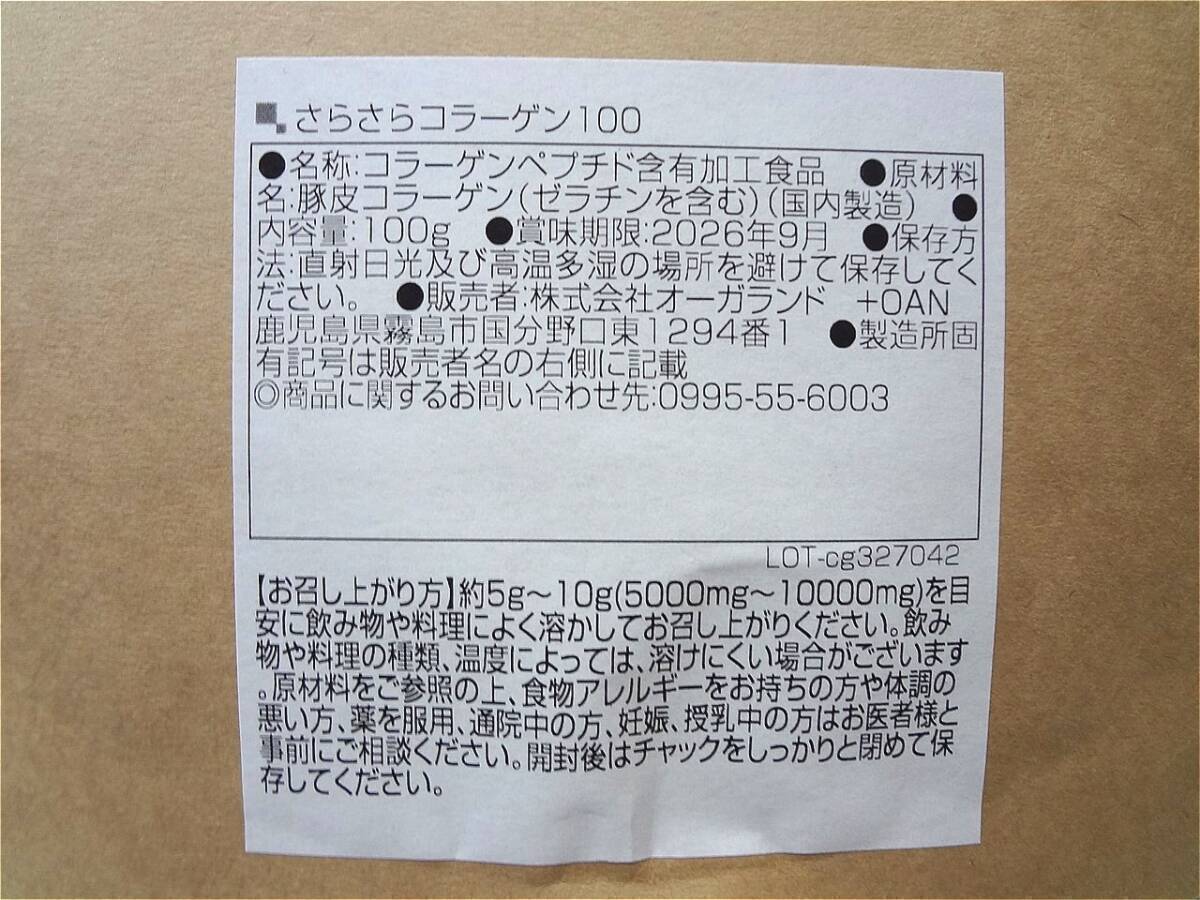 さらさらコラーゲン100
●名称:コラーゲンペプチド含有加工食品 ●原材料
名:豚皮コラーゲン(ゼラチンを含む)(国内製造) ●
内容量:100g ●賞味期限:2026年9月 ●保存方
法:直射日光及び高温多湿の場所を避けて保存してく
ださい。 ●販売者:株式会社オーガランド +OAN
鹿児島県霧島市国分野口東1294番1 ●製造所固
有記号は販売者名の右側に記載
◎商品に関するお問い合わせ先:0995-55-6003
LOT-cg327042
【お召し上がり方】約5g~10g(5000mg~10000mg)を目
安に飲み物や料理によく溶かしてお召し上がりください。飲み
物や料理の種類、温度によっては、溶けにくい場合がございます
。原材料をご参照の上、食物アレルギーをお持ちの方や体調の
悪い方、薬を服用、通院中の方、妊娠、授乳中の方はお医者様と
事前にご相談ください。開封後はチャックをしっかりと閉めて保
存してください。